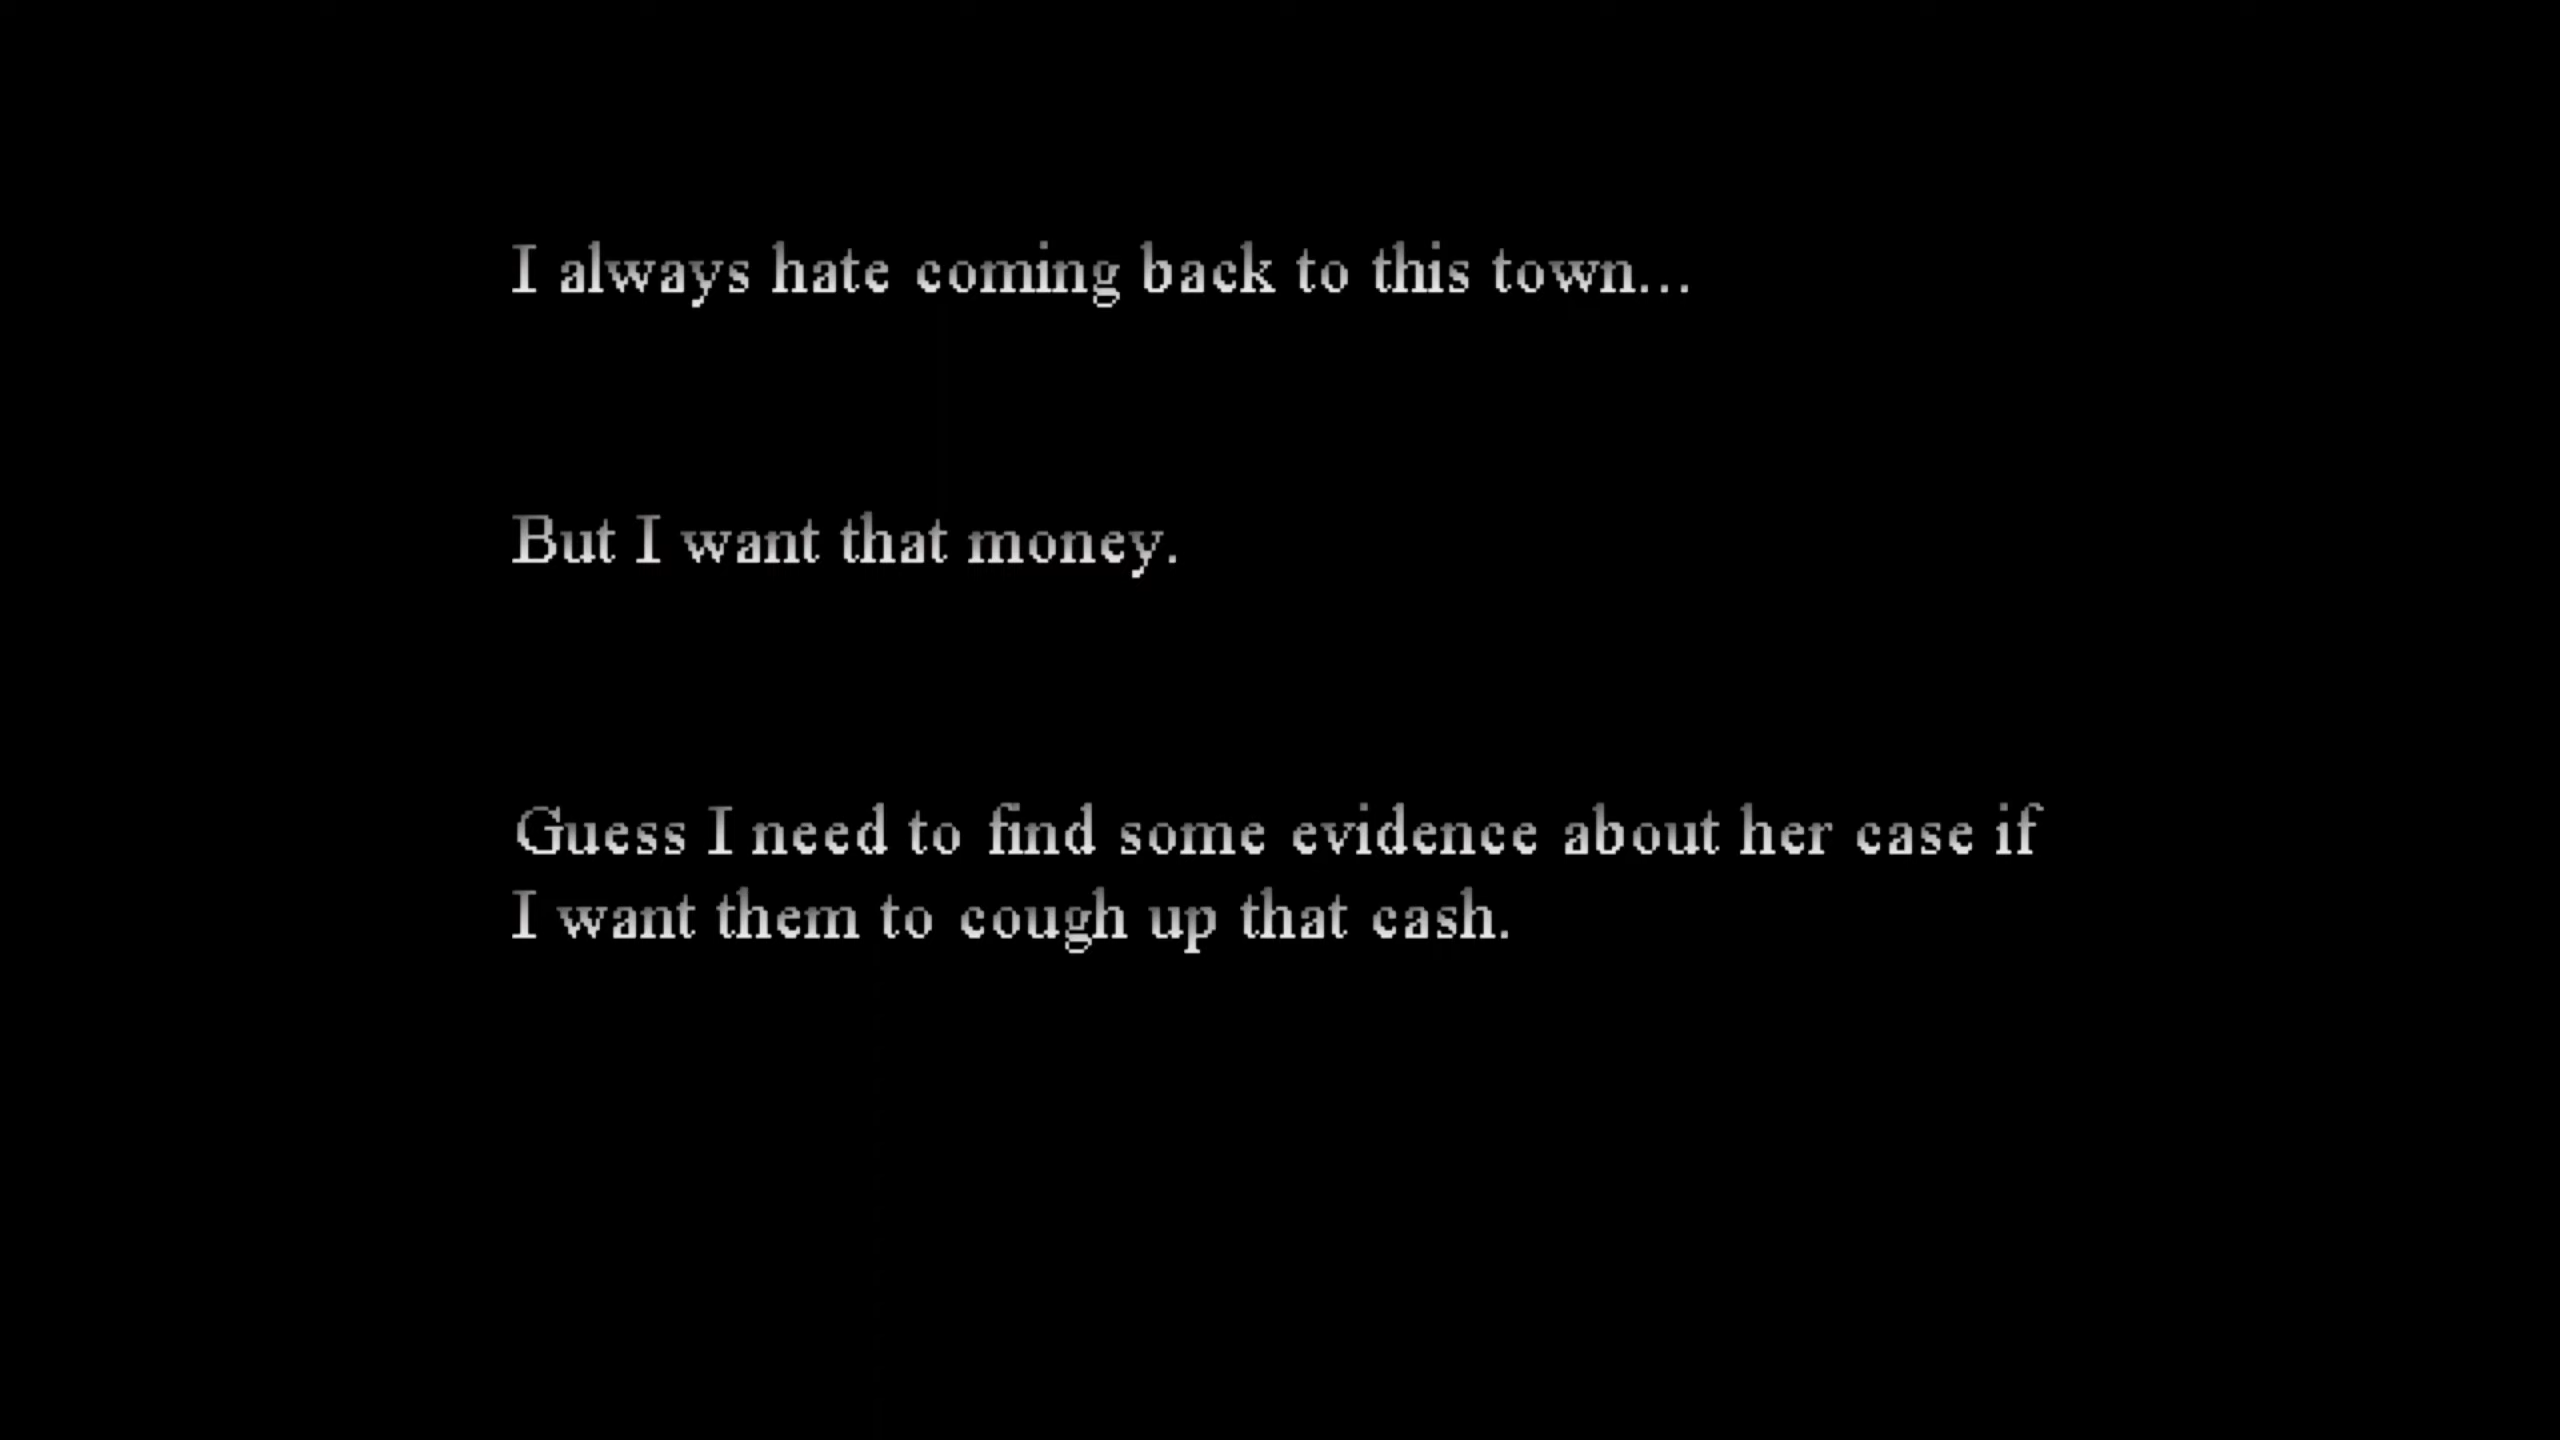 I always hate coming back to this town...
But I want that money.
Guess I need to find some evidence about her case if
I want them to cough up that cash.